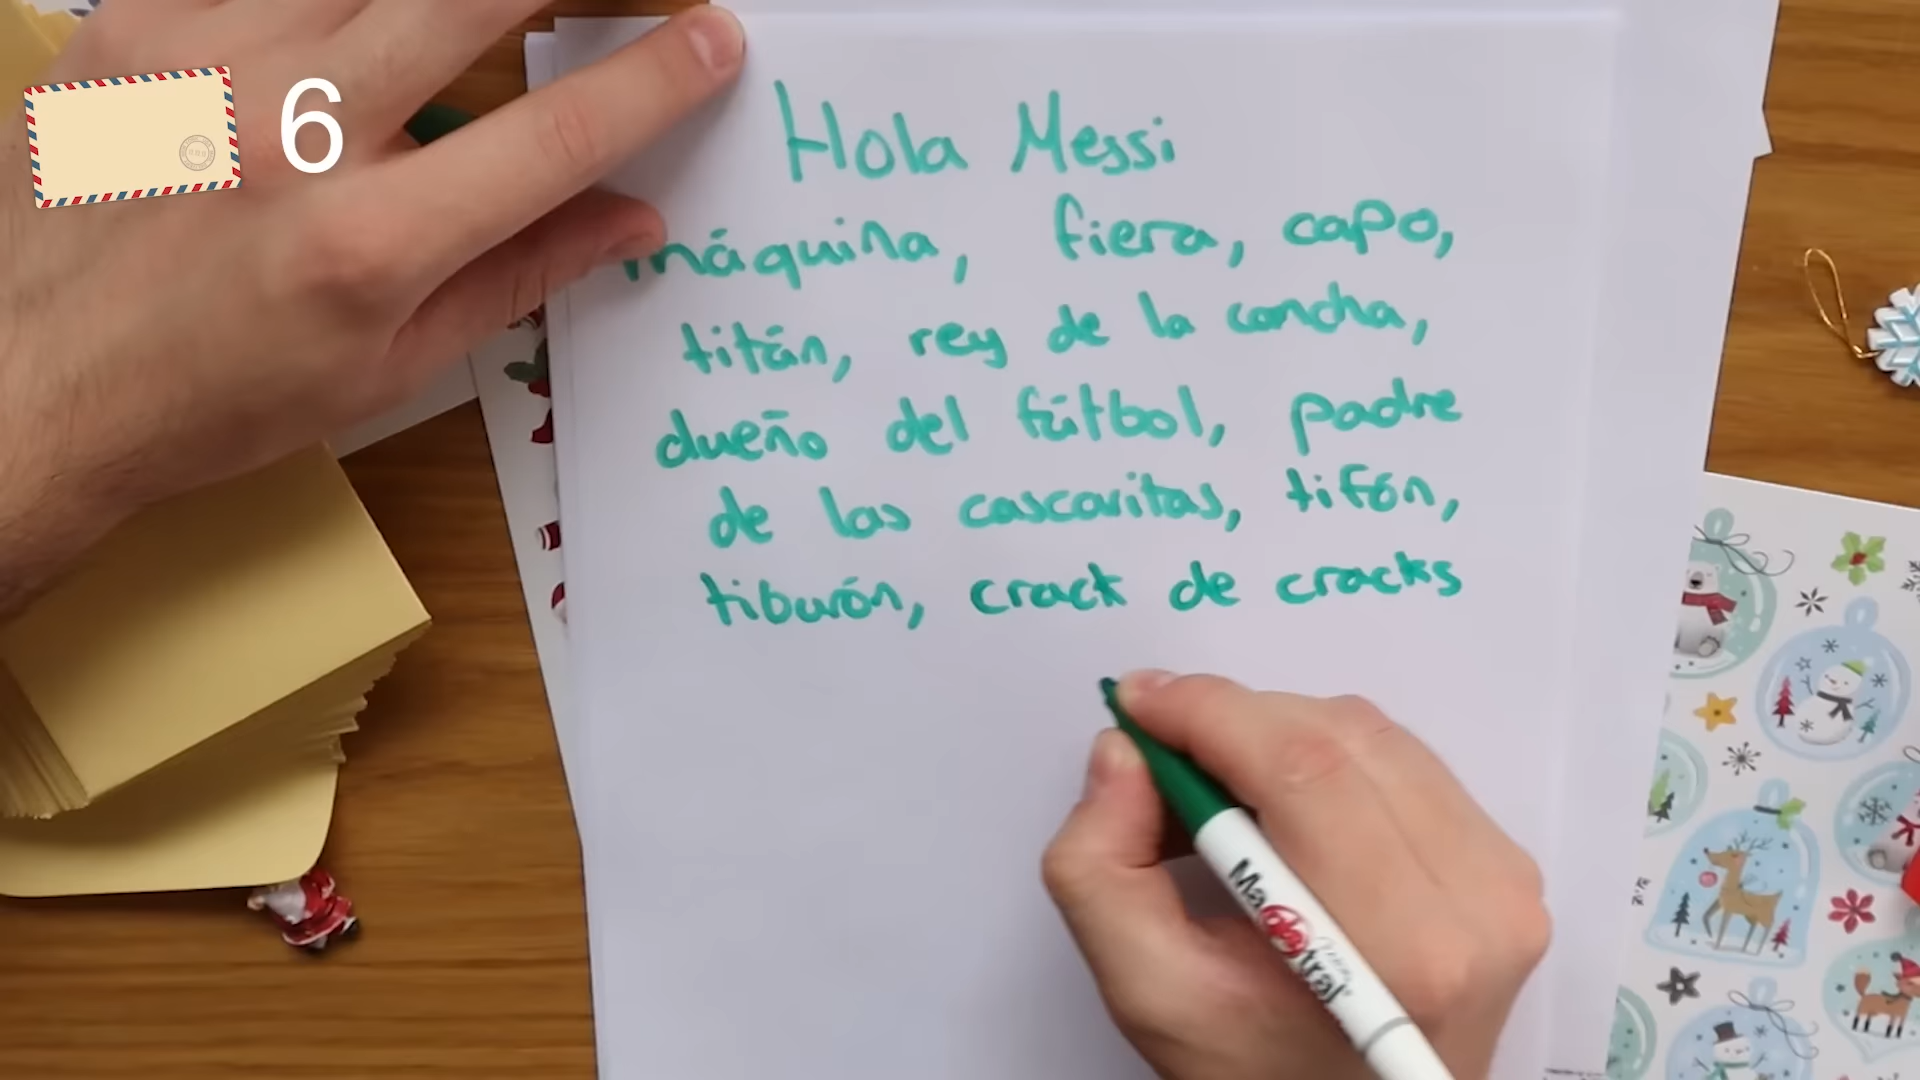 6
Hola Messi
máquina, fiera, capo,
titán, rey de la concha,
dueño del fútbol, padre
de las cascaritas, tifón,
tiburón, crack de cracks